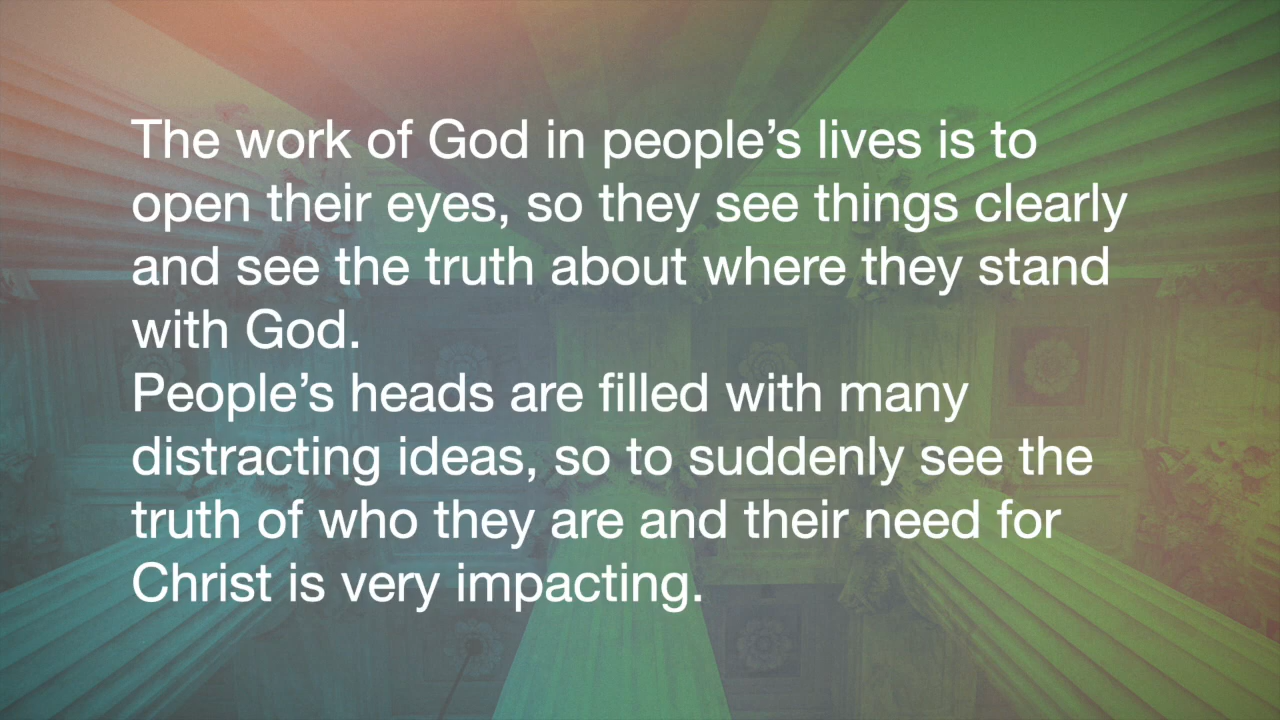 The work of God in people’s lives is to
open their eyes, so they see things clearly
and see the truth about where they stand
with God.
People’s heads are filled with many
distracting ideas, so to suddenly see the
truth of who they are and their need for
Christ is very impacting.